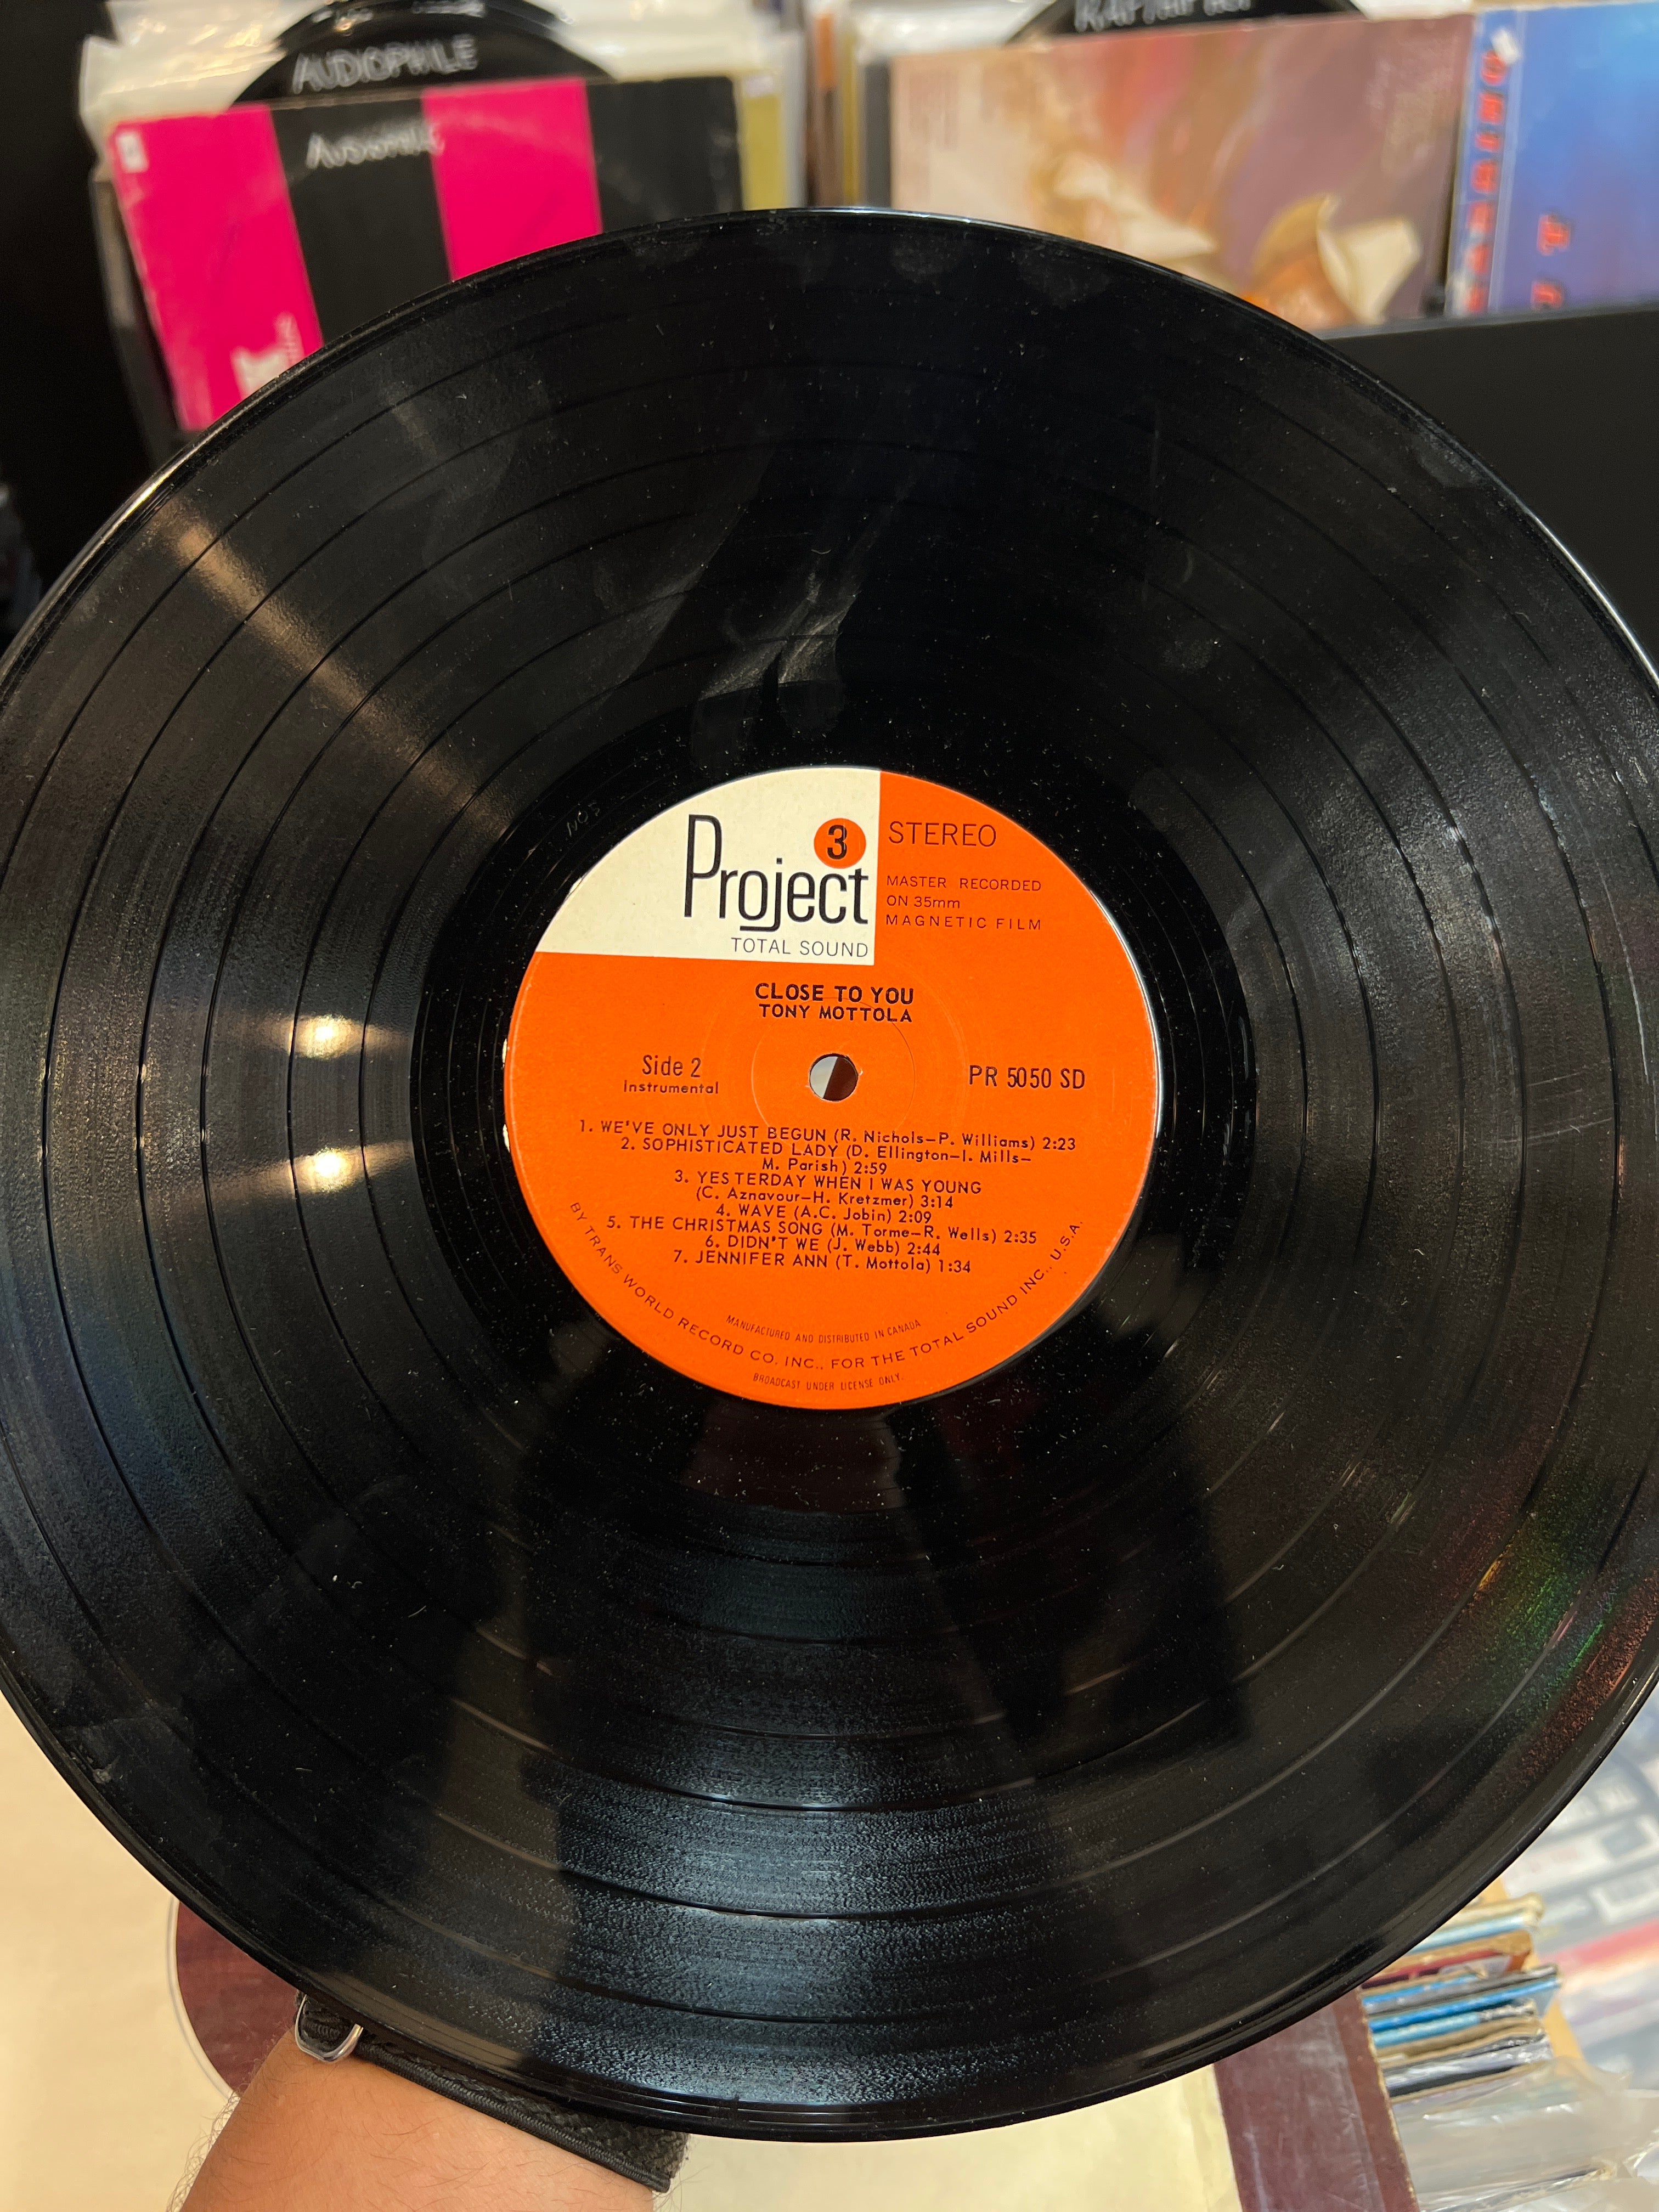 AUDIOPHILE
AUDIOPHILE
3
Project
TOTAL SOUND
STEREO
MASTER RECORDED
ON 35mm
MAGNETIC FILM
CLOSE TO YOU
TONY MOTTOLA
Side 2
Instrumental
PR 5050 SD
1. WE'VE ONLY JUST BEGUN (R. Nichols—P. Williams) 2:23
2. SOPHISTICATED LADY (D. Ellington—I. Mills—
M. Parish) 2:59
3. YESTERDAY WHEN I WAS YOUNG
(C. Aznavour—H. Kretzmer) 3:14
4. WAVE (A.C. Jobin) 2:09
5. THE CHRISTMAS SONG (M. Torme—R. Wells) 2:35
6. DIDN'T WE (J. Webb) 2:44
7. JENNIFER ANN (T. Mottola) 1:34
MANUFACTURED AND DISTRIBUTED IN CANADA
BY TRANS WORLD RECORD CO. INC., FOR THE TOTAL SOUND INC., U.S.A.
BROADCAST UNDER LICENSE ONLY.